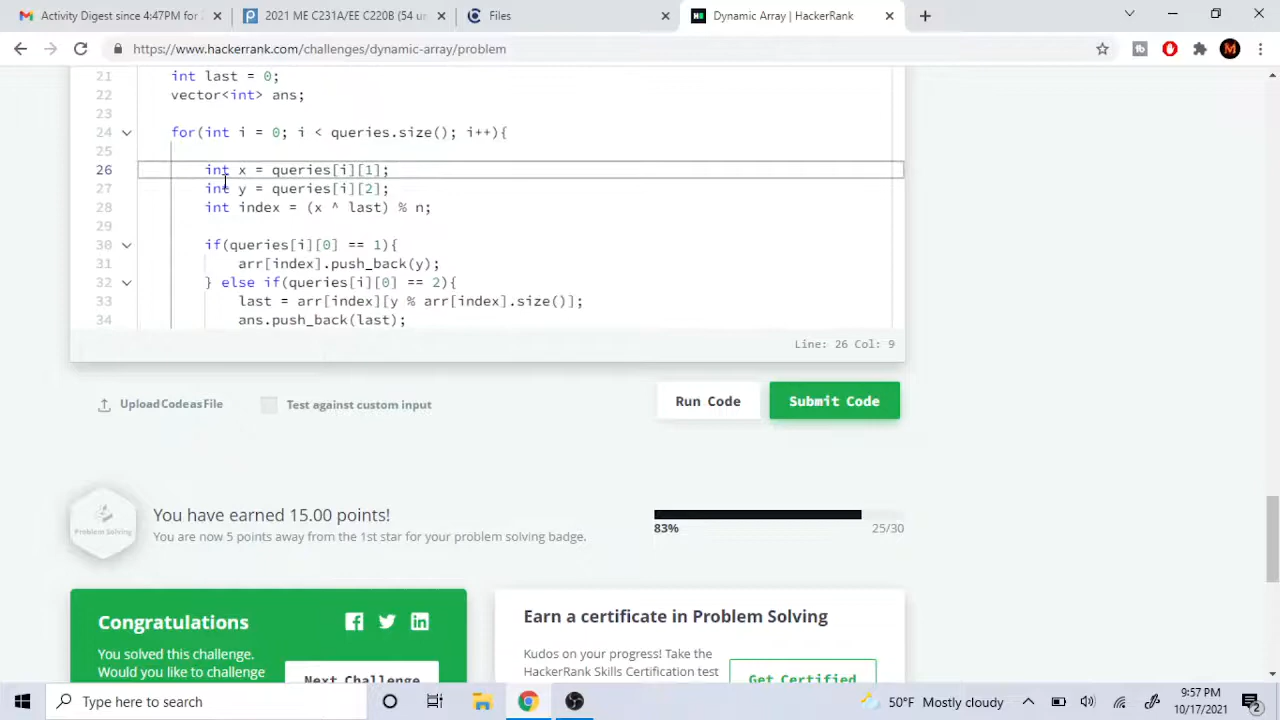 Activity Digest since 4:47PM for
2021 ME C231A/EE C220B (54 u
Files
Dynamic Array | HackerRank
https://www.hackerrank.com/challenges/dynamic-array/problem
21 int last = 0;
22 vector<int> ans;
23
24 for(int i = 0; i < queries.size(); i++){
25
26 int x = queries[i][1];
27 int y = queries[i][2];
28 int index = (x ^ last) % n;
29
30 if(queries[i][0] == 1){
31 arr[index].push_back(y);
32 } else if(queries[i][0] == 2){
33 last = arr[index][y % arr[index].size()];
34 ans.push_back(last);
Line: 26 Col: 9
Upload Code as File
Test against custom input
Run Code
Submit Code
Problem Solving
You have earned 15.00 points!
You are now 5 points away from the 1st star for your problem solving badge.
83%
25/30
Congratulations
You solved this challenge.
Would you like to challenge
Next Challenge
Earn a certificate in Problem Solving
Kudos on your progress! Take the
HackerRank Skills Certification test
Get Certified
Type here to search
50°F Mostly cloudy
9:57 PM
10/17/2021
2